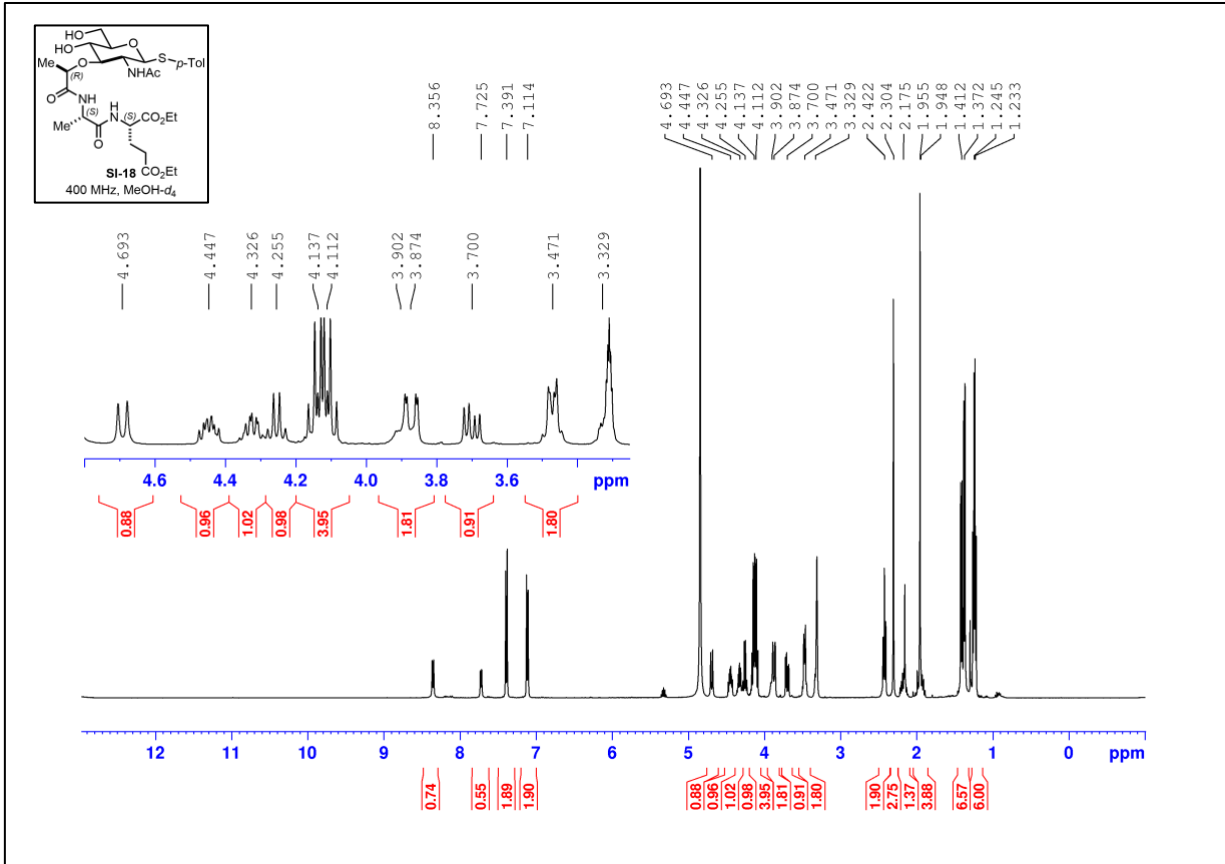 HO
HO
O
S
p-Tol
Me
O
NHAc
(R)
O
NH
(S)
(S)
Me
NH
CO₂Et
O
SI-18
CO₂Et
400 MHz, MeOH-d₄
8.356
7.725
7.391
7.114
4.693
4.447
4.326
4.255
4.137
4.112
3.902
3.874
3.700
3.471
3.329
2.422
2.304
2.175
1.955
1.948
1.412
1.372
1.245
1.233
4.693
4.447
4.326
4.255
4.137
4.112
3.902
3.874
3.700
3.471
3.329
4.6 4.4 4.2 4.0 3.8 3.6 ppm
0.88 0.96 1.02 0.98 3.95 1.81 0.91 1.80
12 11 10 9 8 7 6 5 4 3 2 1 0 ppm
0.74 0.55 1.89 1.90 0.88 0.96 1.02 0.98 3.95 1.81 0.91 1.80 1.90 2.75 1.37 3.88 6.57 6.00